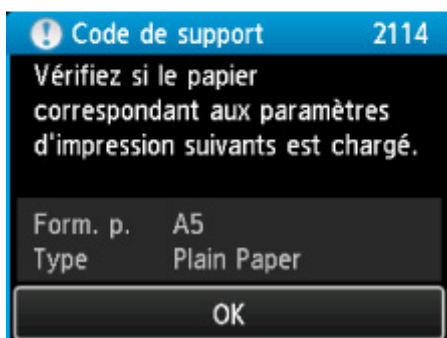 Code de support 2114
Vérifiez si le papier
correspondant aux paramètres
d'impression suivants est chargé.
Form. p. A5
Type Plain Paper
OK